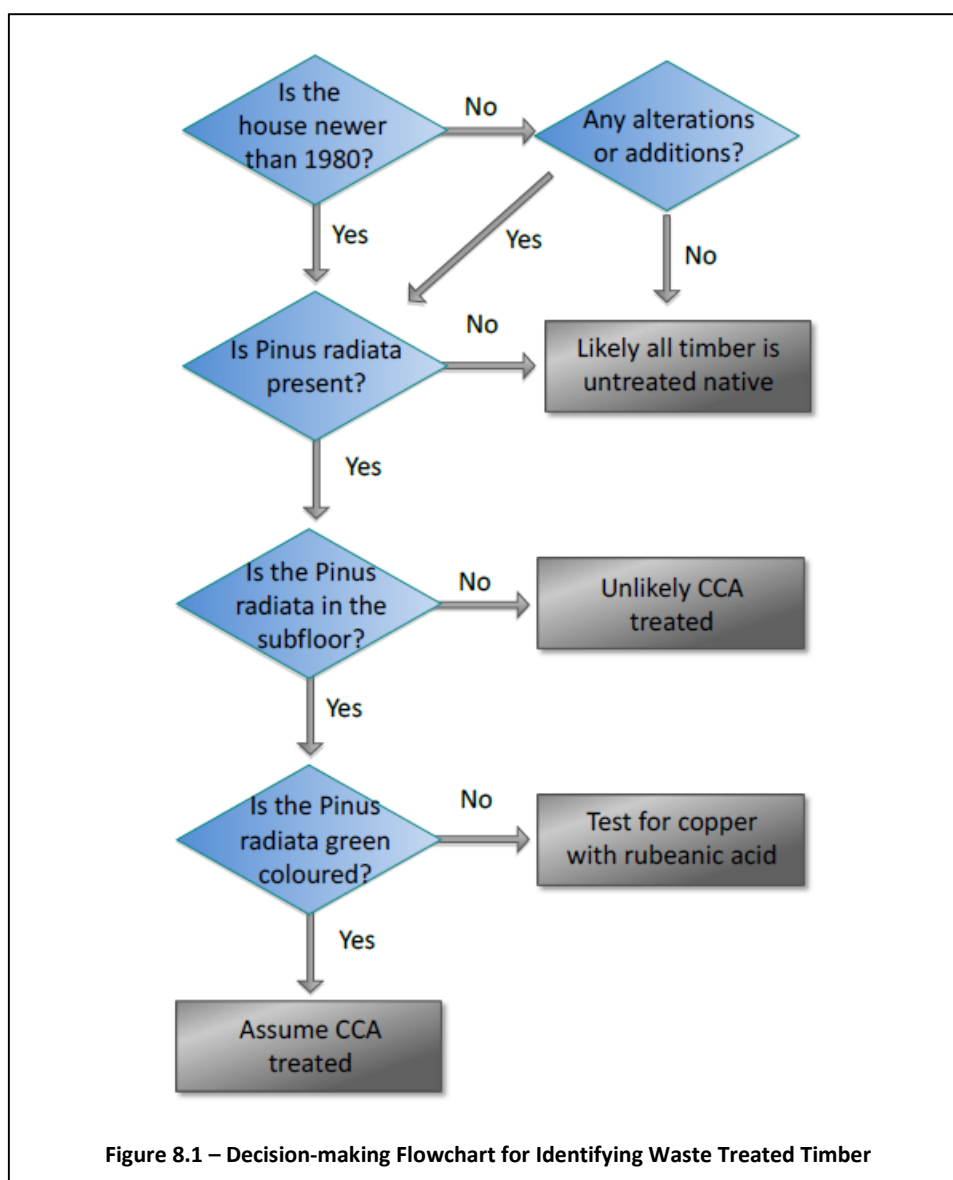 Is the
house newer
than 1980?
No
Any alterations
or additions?
Yes
Yes
No
Is Pinus radiata
present?
No
Likely all timber is
untreated native
Yes
Is the Pinus
radiata in the
subfloor?
No
Unlikely CCA
treated
Yes
Is the Pinus
radiata green
coloured?
No
Test for copper
with rubeanic acid
Yes
Assume CCA
treated
Figure 8.1 – Decision-making Flowchart for Identifying Waste Treated Timber